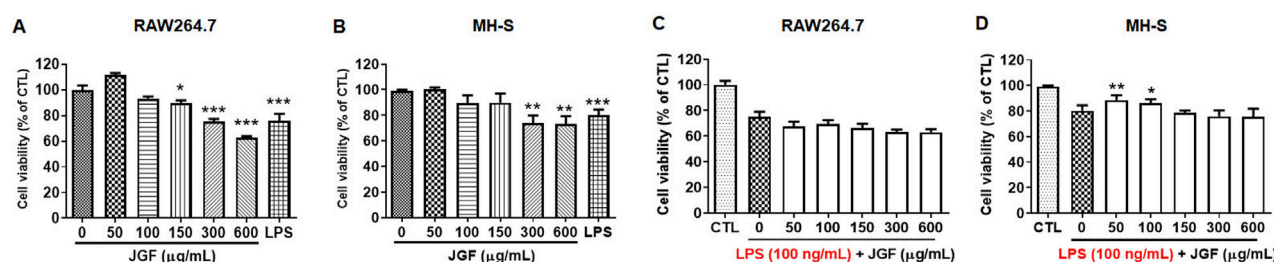 A
RAW264.7
Cell viability (% of CTL)
120
100
80
60
40
20
0
*
***
***
***
0 50 100 150 300 600 LPS
JGF (μg/mL)
B
MH-S
Cell viability (% of CTL)
120
100
80
60
40
20
0
**
**
***
0 50 100 150 300 600 LPS
JGF (μg/mL)
C
RAW264.7
Cell viability (% of CTL)
120
100
80
60
40
20
0
CTL 0 50 100 150 300 600
LPS (100 ng/mL) + JGF (μg/mL)
D
MH-S
Cell viability (% of CTL)
120
100
80
60
40
20
0
**
*
CTL 0 50 100 150 300 600
LPS (100 ng/mL) + JGF (μg/mL)